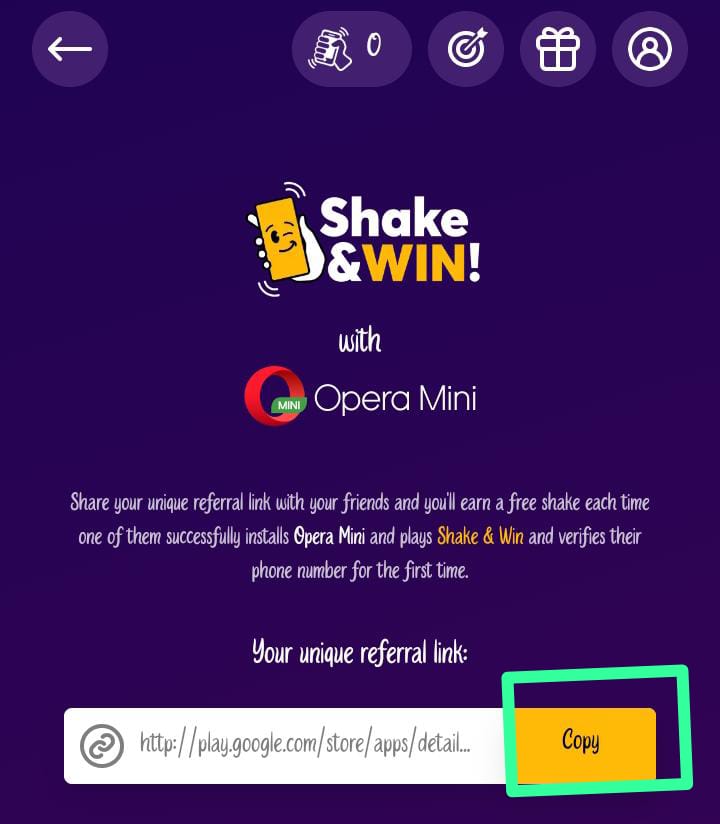 0
Shake
&WIN!
with
MINI Opera Mini
Share your unique referral link with your friends and you'll earn a free shake each time
one of them successfully installs Opera Mini and plays Shake & Win and verifies their
phone number for the first time.
Your unique referral link:
http://play.google.com/store/apps/detail... Copy